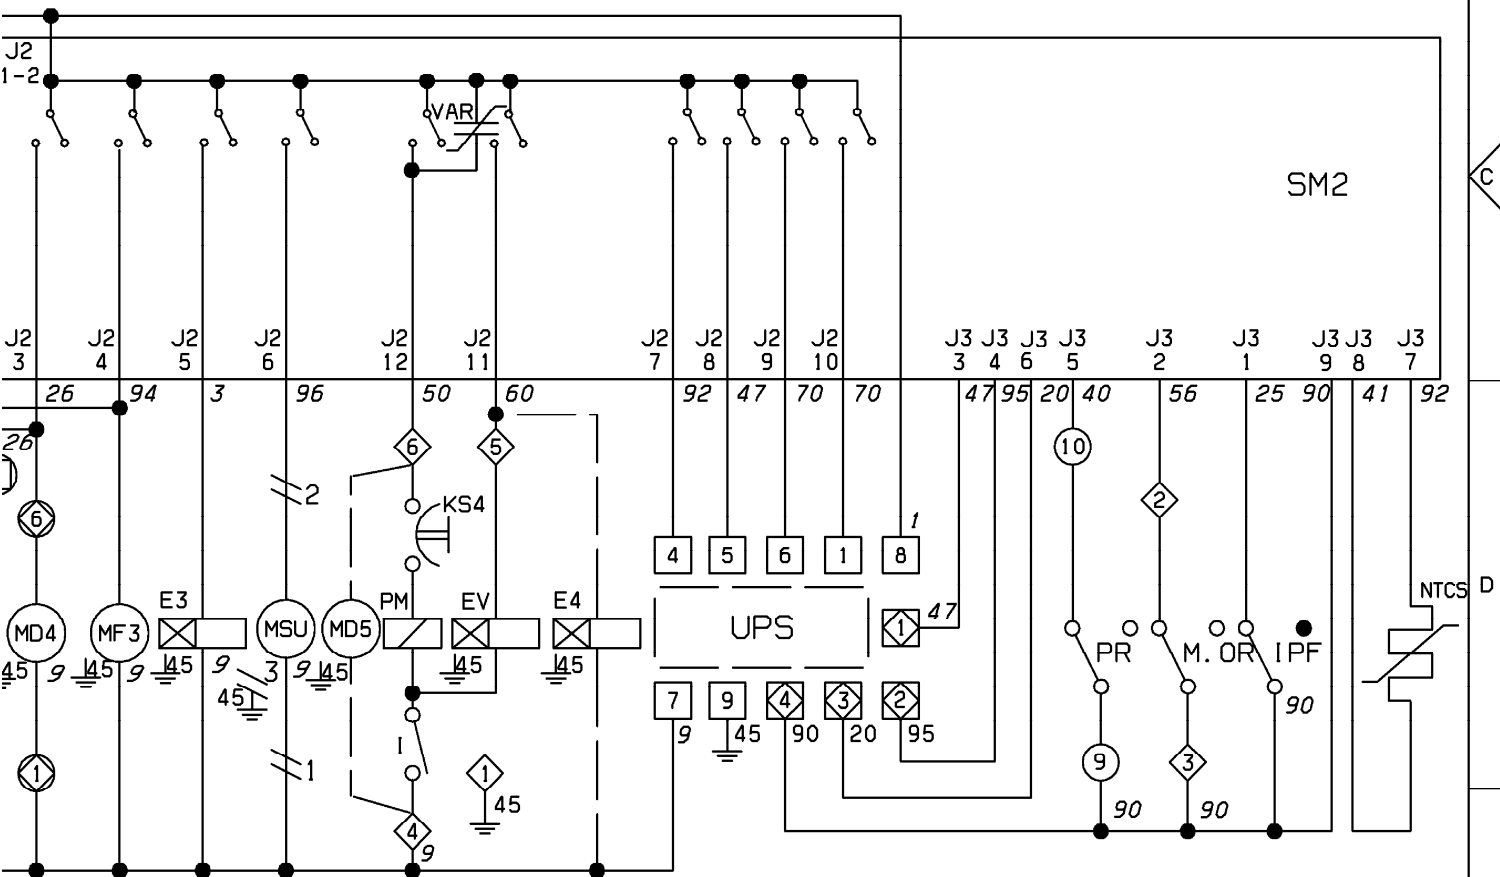 J2
1-2
VAR
SM2
C
J2 J2 J2 J2 J2 J2 J2 J2 J2 J2 J3 J3 J3 J3 J3 J3 J3 J3 J3
3 4 5 6 12 11 7 8 9 10 3 4 6 5 2 1 9 8 7
26 94 3 96 50 60 92 47 70 70 47 95 20 40 56 25 90 41 92
26
6 5 10
2 KS4 2
6 1
4 5 6 1 8
E3 PM EV E4 NTCS D
47
MD4 MF3 MSU MD5 UPS 1
PR M. OR IPF
45 9 45 9 45 9 3 9 45 45 45
45 7 9 4 3 2 90
9 45 90 20 95
I
1 1 1 9 3
45
4 90 90
9